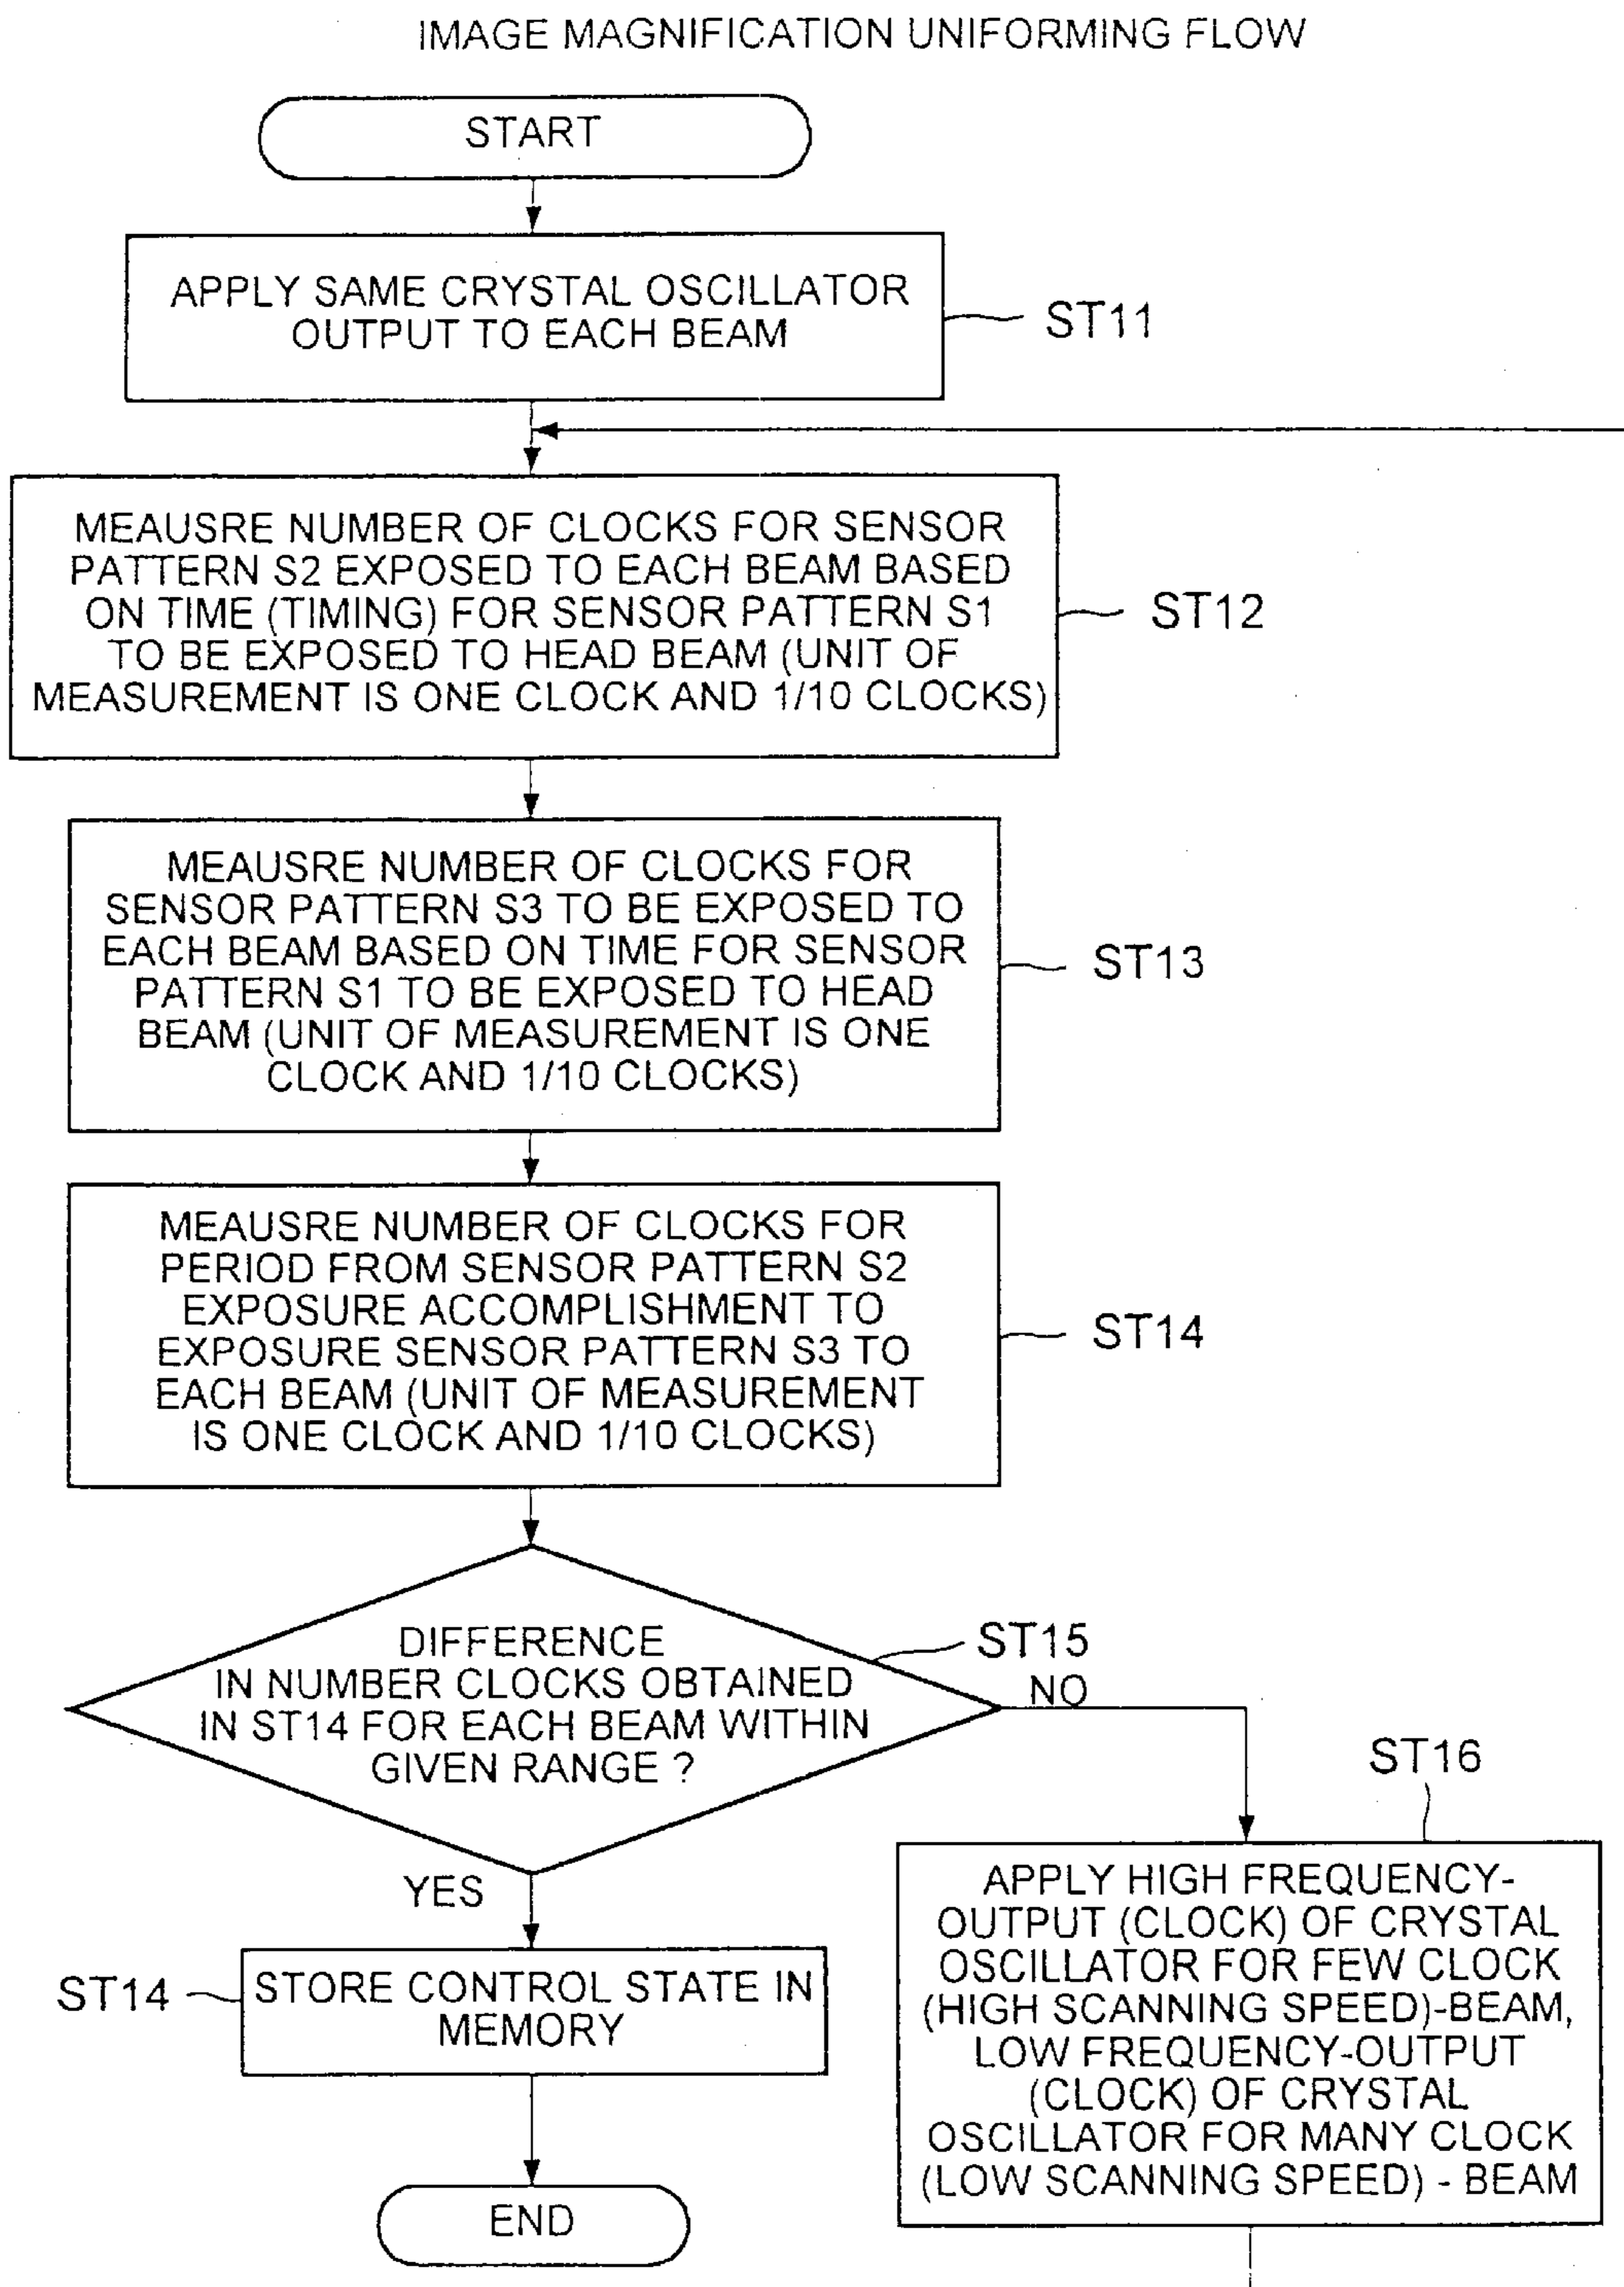 IMAGE MAGNIFICATION UNIFORMING FLOW
START
APPLY SAME CRYSTAL OSCILLATOR
OUTPUT TO EACH BEAM
ST11
MEAUSRE NUMBER OF CLOCKS FOR SENSOR
PATTERN S2 EXPOSED TO EACH BEAM BASED
ON TIME (TIMING) FOR SENSOR PATTERN S1
TO BE EXPOSED TO HEAD BEAM (UNIT OF
MEASUREMENT IS ONE CLOCK AND 1/10 CLOCKS)
ST12
MEAUSRE NUMBER OF CLOCKS FOR
SENSOR PATTERN S3 TO BE EXPOSED TO
EACH BEAM BASED ON TIME FOR SENSOR
PATTERN S1 TO BE EXPOSED TO HEAD
BEAM (UNIT OF MEASUREMENT IS ONE
CLOCK AND 1/10 CLOCKS)
ST13
MEAUSRE NUMBER OF CLOCKS FOR
PERIOD FROM SENSOR PATTERN S2
EXPOSURE ACCOMPLISHMENT TO
EXPOSURE SENSOR PATTERN S3 TO
EACH BEAM (UNIT OF MEASUREMENT
IS ONE CLOCK AND 1/10 CLOCKS)
ST14
DIFFERENCE
IN NUMBER CLOCKS OBTAINED
IN ST14 FOR EACH BEAM WITHIN
GIVEN RANGE ?
ST15
NO
YES
ST16
APPLY HIGH FREQUENCY-
OUTPUT (CLOCK) OF CRYSTAL
OSCILLATOR FOR FEW CLOCK
(HIGH SCANNING SPEED)-BEAM,
LOW FREQUENCY-OUTPUT
(CLOCK) OF CRYSTAL
OSCILLATOR FOR MANY CLOCK
(LOW SCANNING SPEED) - BEAM
ST14
STORE CONTROL STATE IN
MEMORY
END